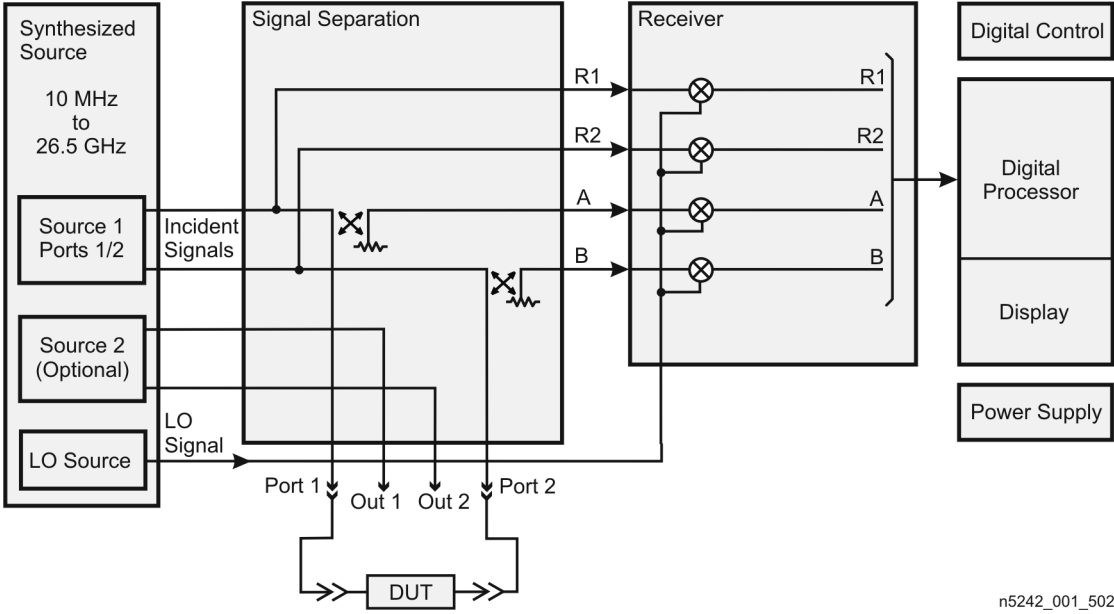 Synthesized
Source
10 MHz
to
26.5 GHz
Source 1
Ports 1/2
Source 2
(Optional)
LO Source
Incident
Signals
LO
Signal
Signal Separation
R1
R2
A
B
Port 1
Out 1
Out 2
Port 2
DUT
Receiver
R1
R2
A
B
Digital Control
Digital
Processor
Display
Power Supply
n5242_001_502